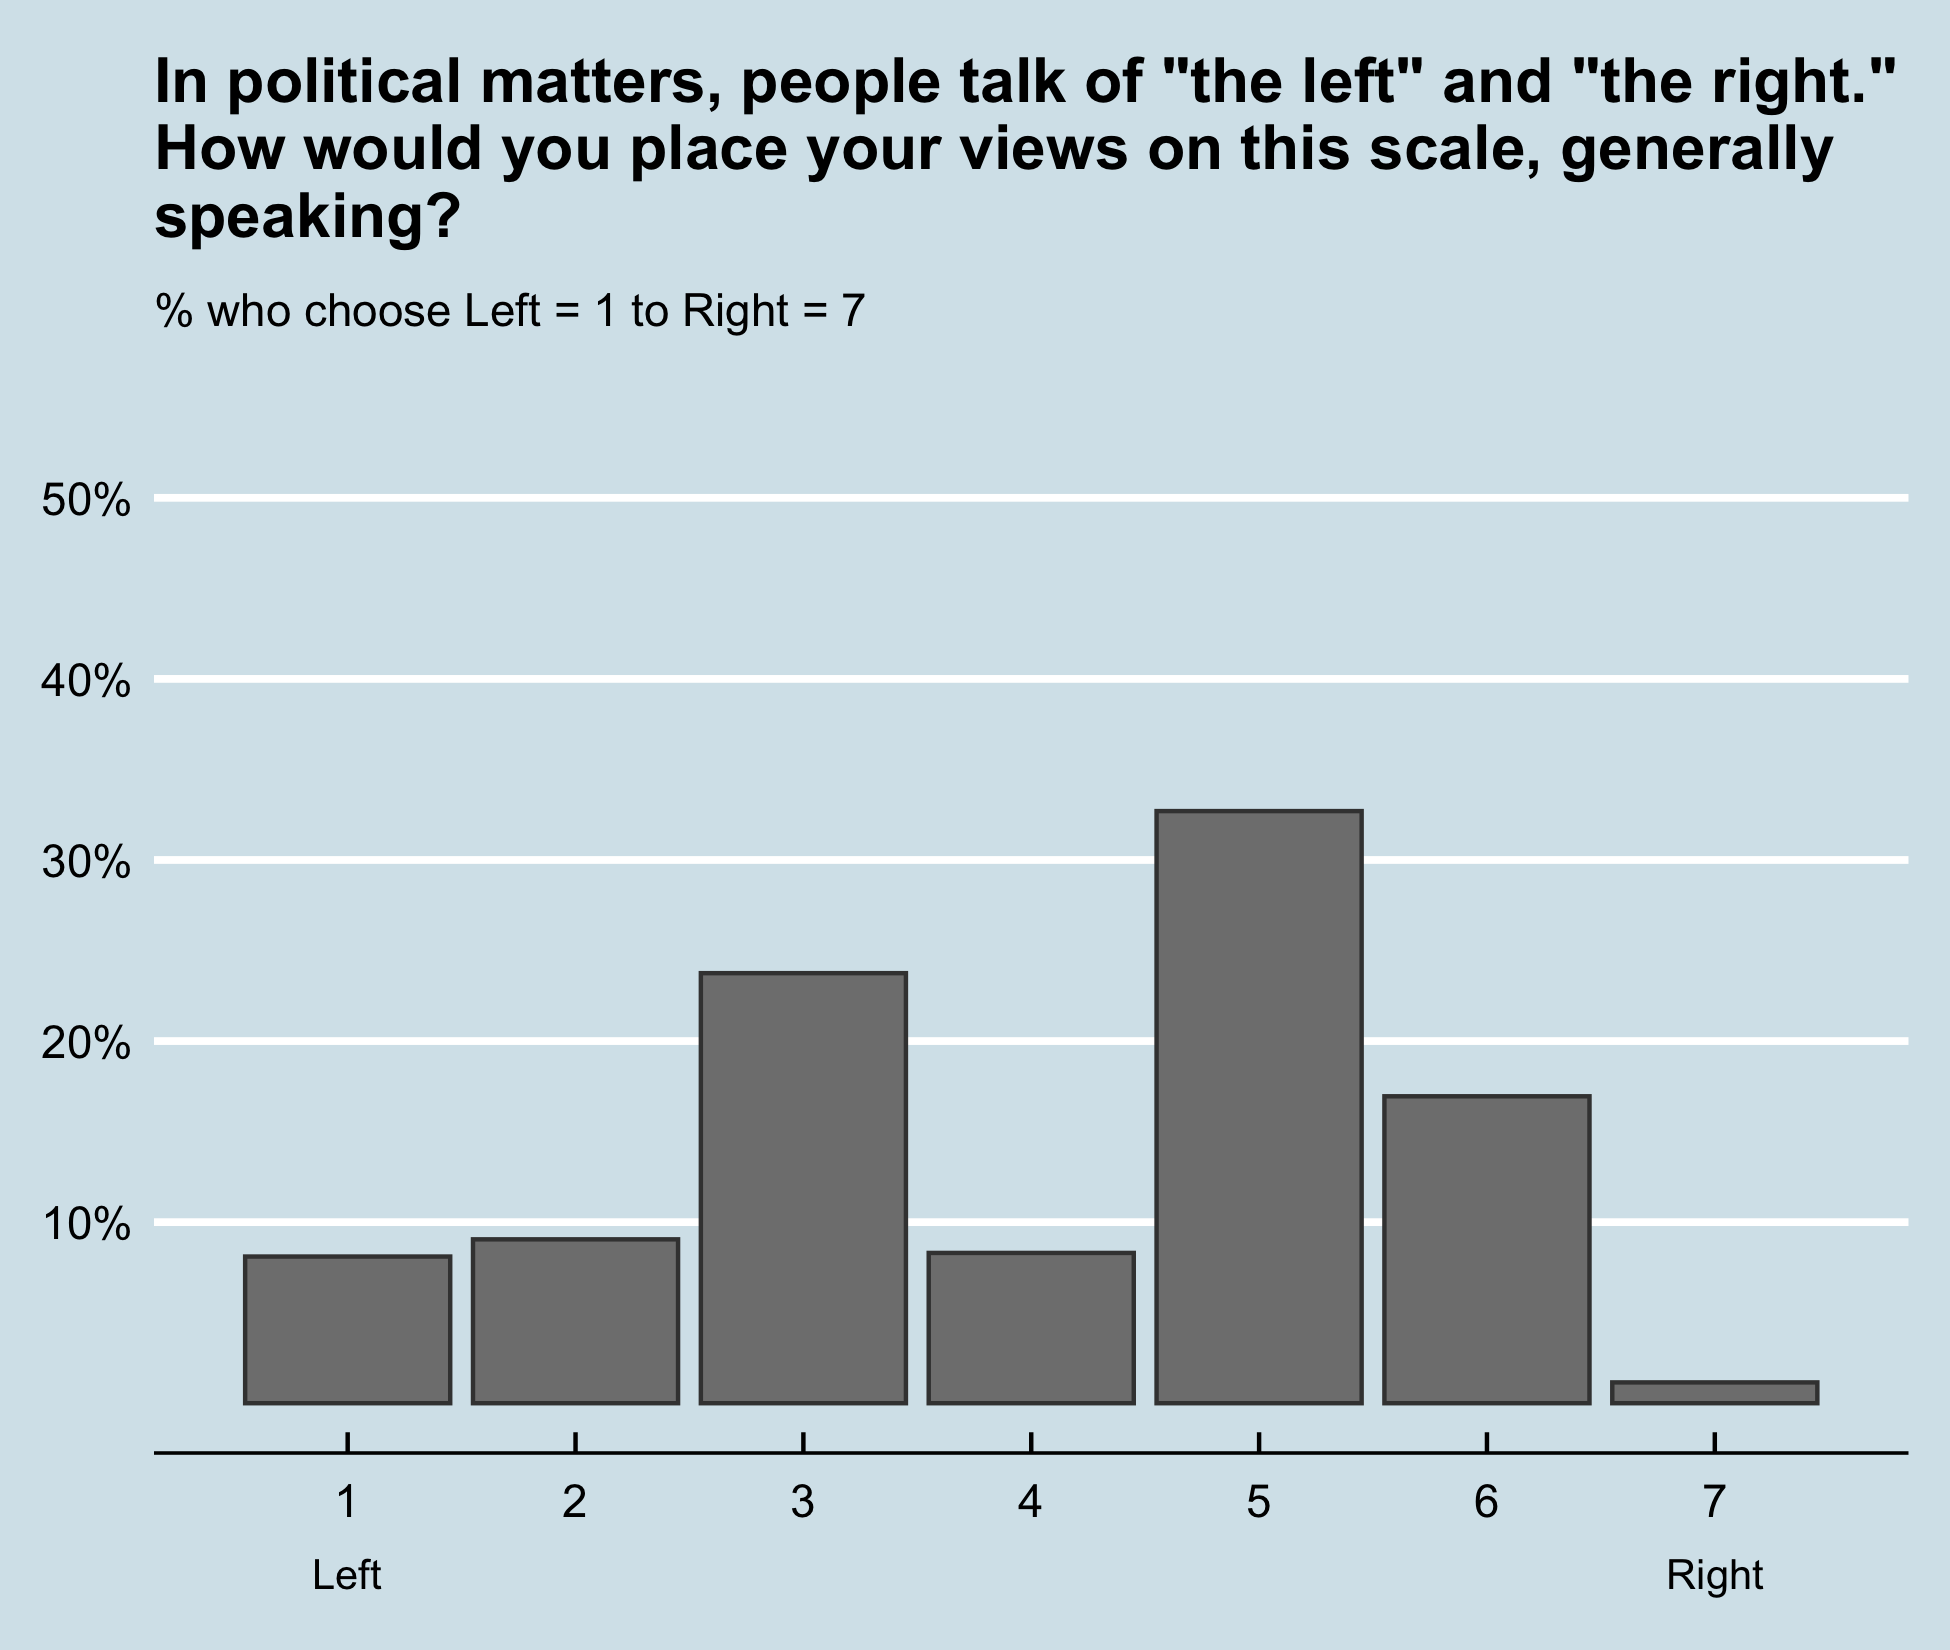 In political matters, people talk of "the left" and "the right."
How would you place your views on this scale, generally
speaking?
% who choose Left = 1 to Right = 7
50%
40%
30%
20%
10%
1 2 3 4 5 6 7
Left Right